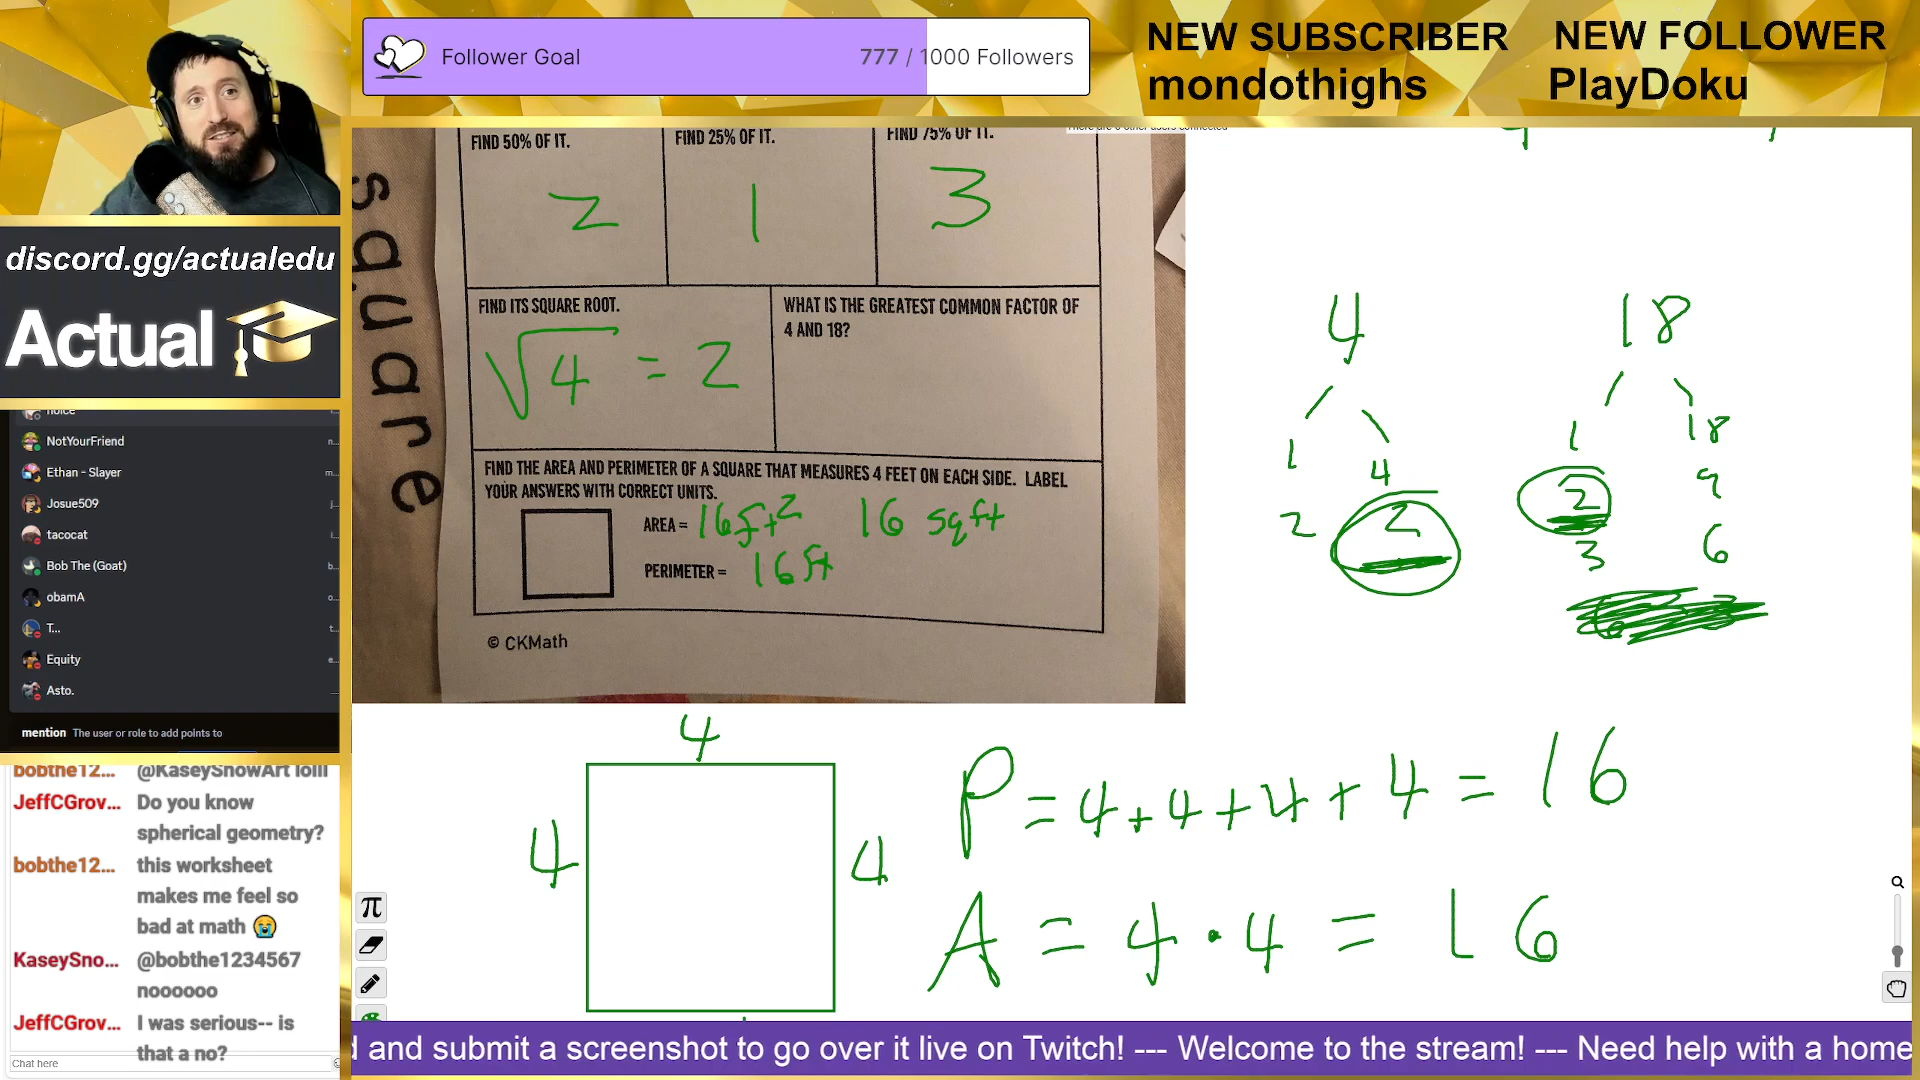 Follower Goal
777 / 1000 Followers
NEW SUBSCRIBER
mondothighs
NEW FOLLOWER
PlayDoku
discord.gg/actualedu
Actual
noice
NotYourFriend
n...
Ethan - Slayer
m...
Josue509
j...
tacocat
i...
Bob The (Goat)
b...
obamA
o...
T...
t...
Equity
e...
Asto.
mention The user or role to add points to
bobthe12... @KaseySnowArt lolll
JeffCGrov... Do you know
spherical geometry?
bobthe12... this worksheet
makes me feel so
bad at math 😭
KaseySno... @bobthe1234567
noooooo
JeffCGrov... I was serious-- is
that a no?
Chat here
square
FIND 50% OF IT.
2
FIND 25% OF IT.
1
FIND 75% OF IT.
3
FIND ITS SQUARE ROOT.
√4 = 2
WHAT IS THE GREATEST COMMON FACTOR OF
4 AND 18?
FIND THE AREA AND PERIMETER OF A SQUARE THAT MEASURES 4 FEET ON EACH SIDE. LABEL
YOUR ANSWERS WITH CORRECT UNITS.
AREA = 16ft² 16 sqft
PERIMETER = 16ft
© CKMath
4
1 4
2 2
18
1 18
2 9
3 6
4
4 4
P = 4+4+4+4 = 16
A = 4·4 = 16
π
and submit a screenshot to go over it live on Twitch! --- Welcome to the stream! --- Need help with a home